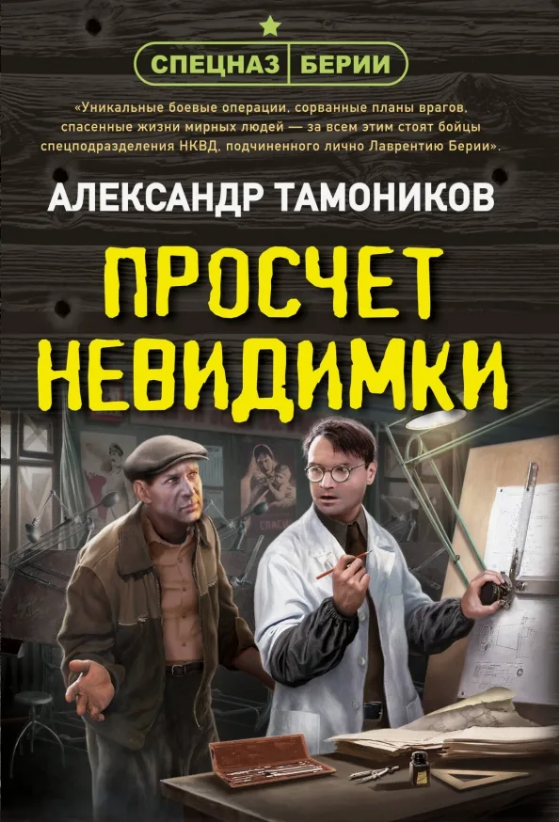 СПЕЦНАЗ БЕРИИ
«Уникальные боевые операции, сорванные планы врагов,
спасенные жизни мирных людей — за всем этим стоят бойцы
спецподразделения НКВД, подчиненного лично Лаврентию Берии».
АЛЕКСАНДР ТАМОНИКОВ
ПРОСЧЕТ
НЕВИДИМКИ